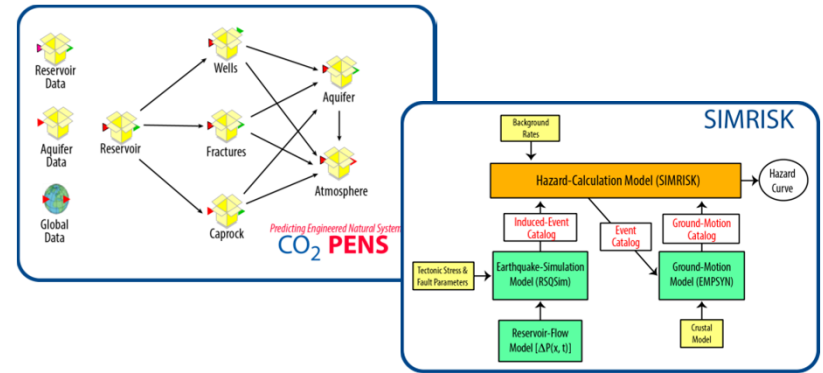 Reservoir
Data
Aquifer
Data
Global
Data
Reservoir
Wells
Fractures
Caprock
Aquifer
Atmosphere
Predicting Engineered Natural System
CO2 PENS
SIMRISK
Background
Rates
Hazard-Calculation Model (SIMRISK)
Hazard
Curve
Induced-Event
Catalog
Event
Catalog
Ground-Motion
Catalog
Tectonic Stress &
Fault Parameters
Earthquake-Simulation
Model (RSQSim)
Ground-Motion
Model (EMPSYN)
Reservoir-Flow
Model [ΔP(x, t)]
Crustal
Model